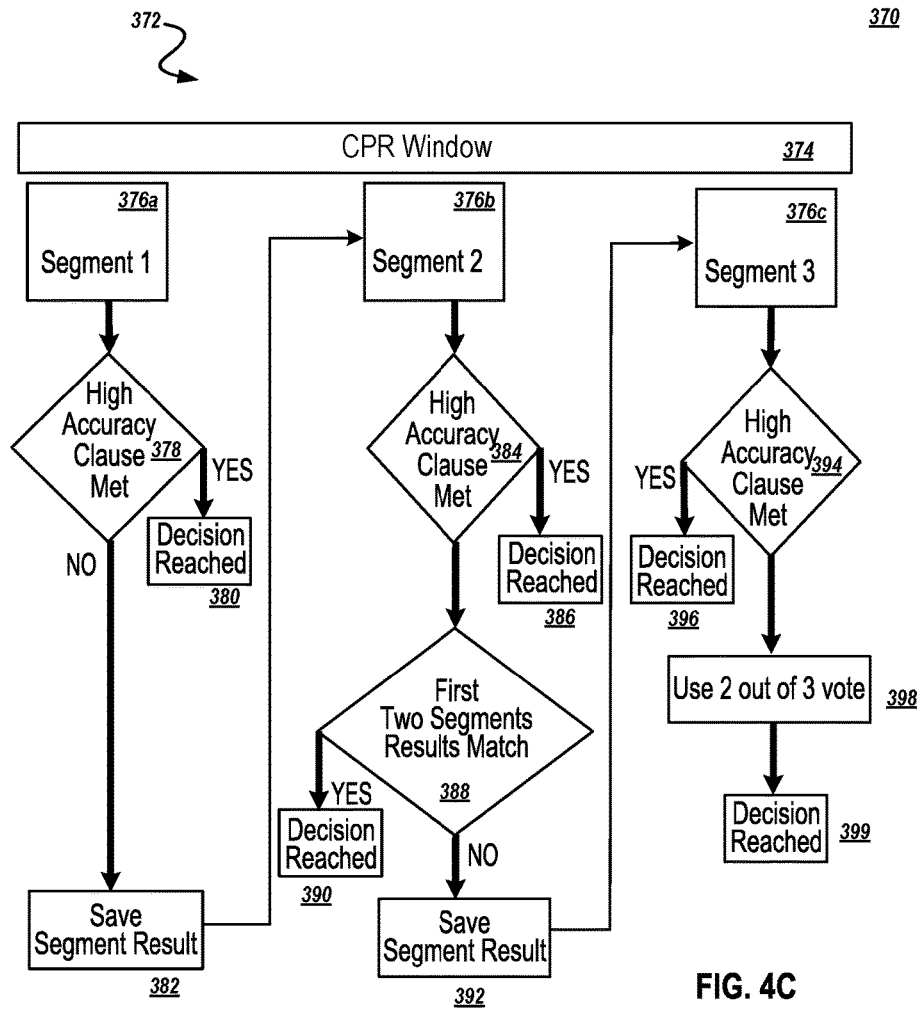 372
370
CPR Window 374
376a
Segment 1
High
Accuracy
Clause 378
Met
YES
Decision
Reached
380
NO
Save
Segment Result
382
376b
Segment 2
High
Accuracy
384
Clause
Met
YES
Decision
Reached
386
First
Two Segments
Results Match
388
YES
Decision
Reached
390
NO
Save
Segment Result
392
376c
Segment 3
High
Accuracy
394
Clause
Met
YES
Decision
Reached
396
Use 2 out of 3 vote
398
Decision
Reached
399
FIG. 4C